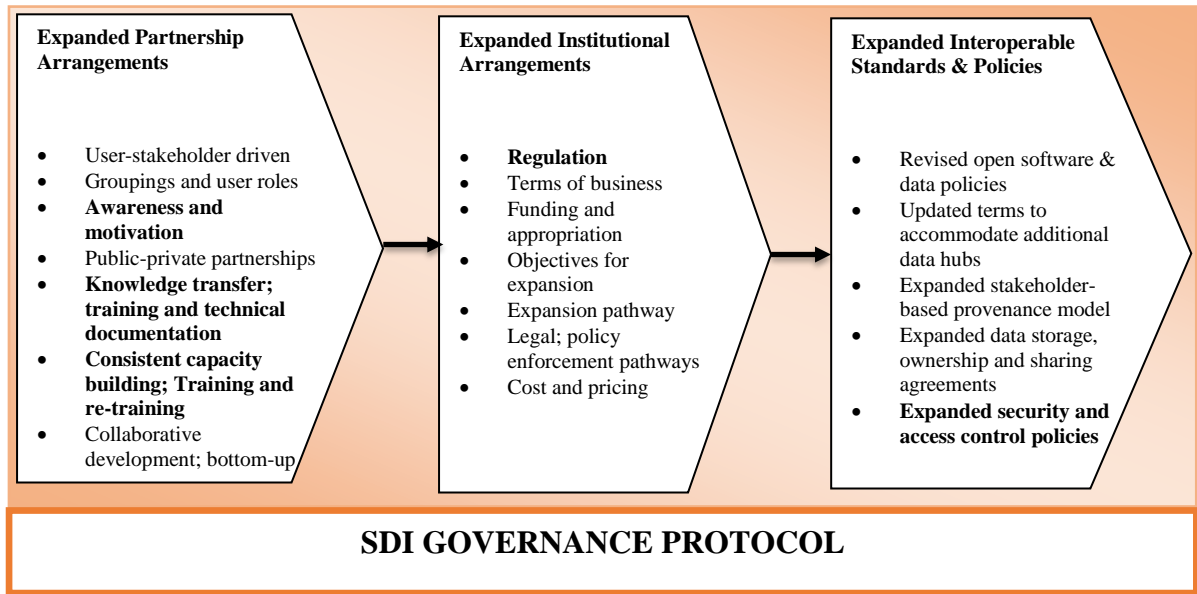 Expanded Partnership
Arrangements
• User-stakeholder driven
• Groupings and user roles
• Awareness and
motivation
• Public-private partnerships
• Knowledge transfer;
training and technical
documentation
• Consistent capacity
building; Training and
re-training
• Collaborative
development; bottom-up
Expanded Institutional
Arrangements
• Regulation
• Terms of business
• Funding and
appropriation
• Objectives for
expansion
• Expansion pathway
• Legal; policy
enforcement pathways
• Cost and pricing
Expanded Interoperable
Standards & Policies
• Revised open software &
data policies
• Updated terms to
accommodate additional
data hubs
• Expanded stakeholder-
based provenance model
• Expanded data storage,
ownership and sharing
agreements
• Expanded security and
access control policies
SDI GOVERNANCE PROTOCOL